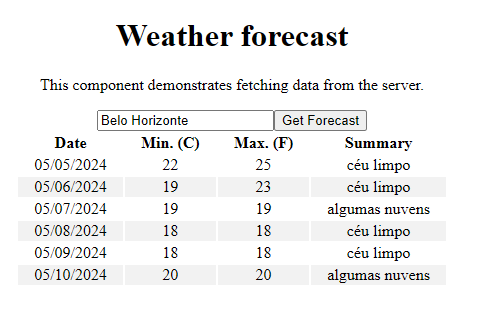 Weather forecast
This component demonstrates fetching data from the server.
Belo Horizonte Get Forecast
Date Min. (C) Max. (F) Summary
05/05/2024 22 25 céu limpo
05/06/2024 19 23 céu limpo
05/07/2024 19 19 algumas nuvens
05/08/2024 18 18 céu limpo
05/09/2024 18 18 céu limpo
05/10/2024 20 20 algumas nuvens